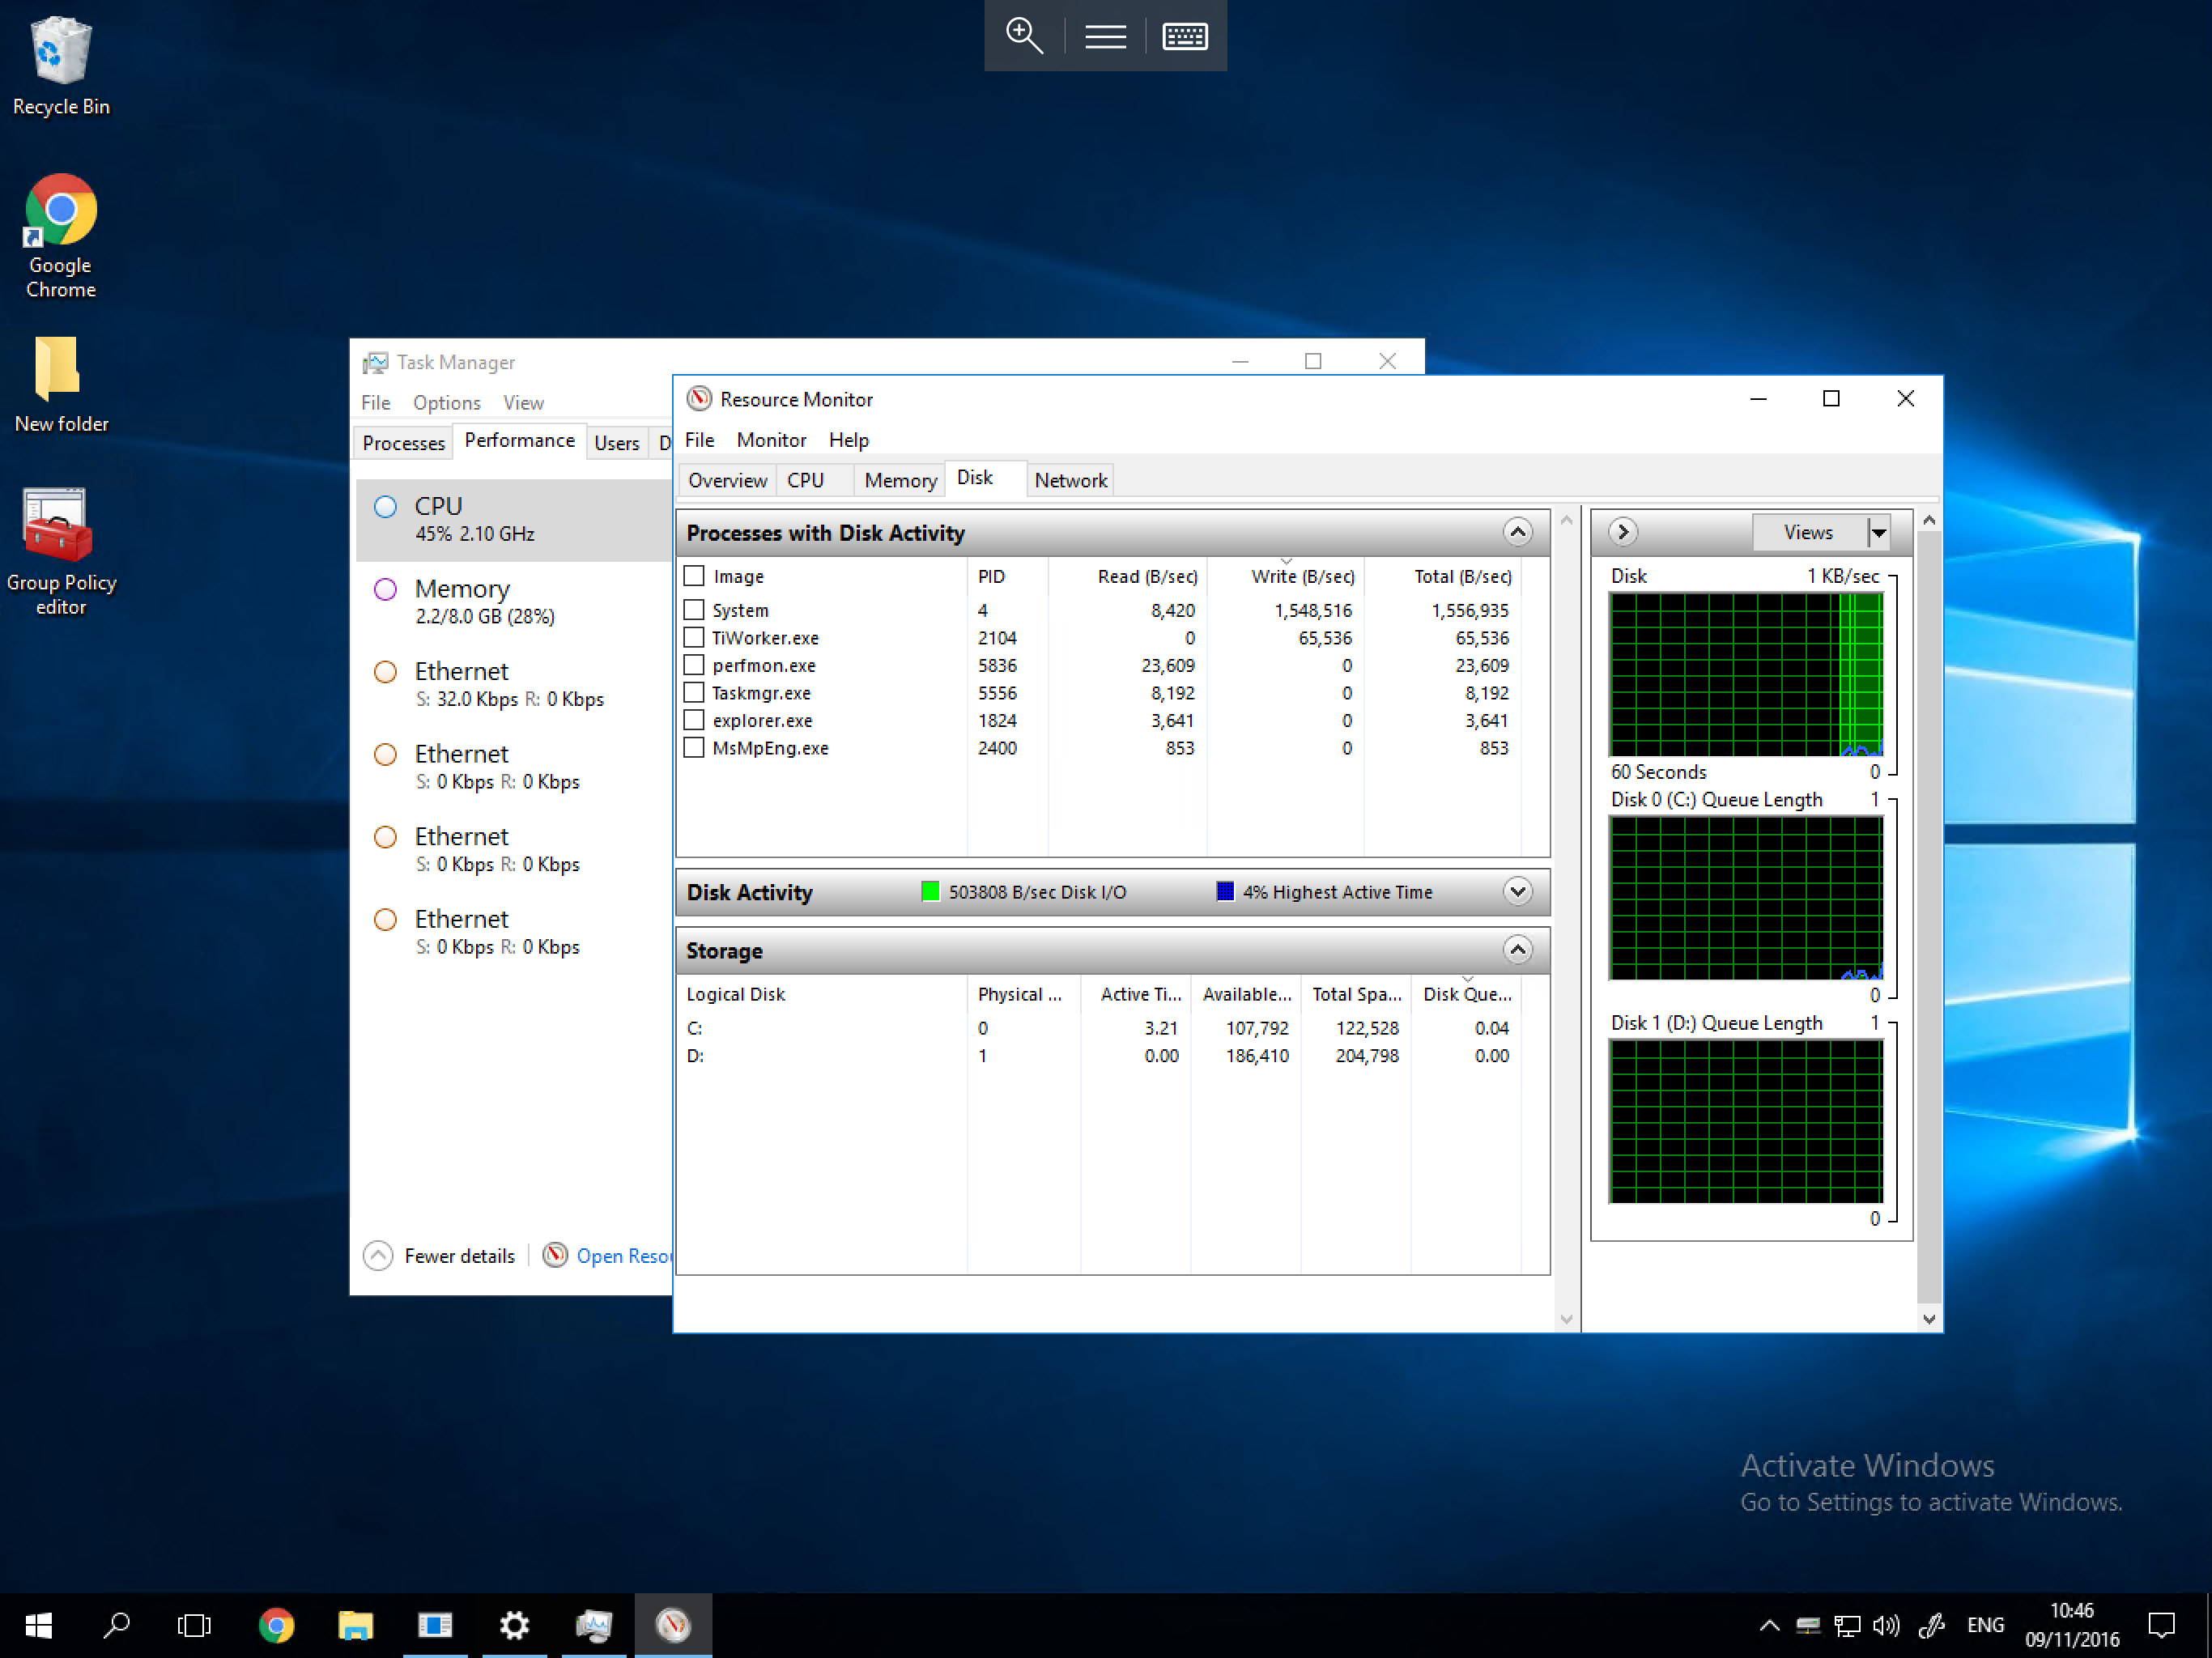 Recycle Bin
Google
Chrome
New folder
Group Policy
editor
Task Manager
File Options View
Processes Performance Users D
CPU
45% 2.10 GHz
Memory
2.2/8.0 GB (28%)
Ethernet
S: 32.0 Kbps R: 0 Kbps
Ethernet
S: 0 Kbps R: 0 Kbps
Ethernet
S: 0 Kbps R: 0 Kbps
Ethernet
S: 0 Kbps R: 0 Kbps
Fewer details Open Resou
Resource Monitor
File Monitor Help
Overview CPU Memory Disk Network
Processes with Disk Activity
Image PID Read (B/sec) Write (B/sec) Total (B/sec)
System 4 8,420 1,548,516 1,556,935
TiWorker.exe 2104 0 65,536 65,536
perfmon.exe 5836 23,609 0 23,609
Taskmgr.exe 5556 8,192 0 8,192
explorer.exe 1824 3,641 0 3,641
MsMpEng.exe 2400 853 0 853
Disk Activity 503808 B/sec Disk I/O 4% Highest Active Time
Storage
Logical Disk Physical ... Active Ti... Available... Total Spa... Disk Que...
C: 0 3.21 107,792 122,528 0.04
D: 1 0.00 186,410 204,798 0.00
Views
Disk 1 KB/sec
60 Seconds 0
Disk 0 (C:) Queue Length 1
0
Disk 1 (D:) Queue Length 1
0
Activate Windows
Go to Settings to activate Windows.
ENG
10:46
09/11/2016